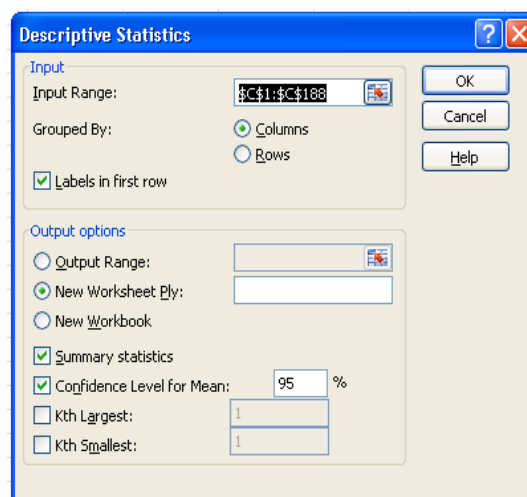 Descriptive Statistics
Input
Input Range: $C$1:$C$188
Grouped By: Columns
Rows
Labels in first row
OK
Cancel
Help
Output options
Output Range:
New Worksheet Ply:
New Workbook
Summary statistics
Confidence Level for Mean: 95 %
Kth Largest: 1
Kth Smallest: 1